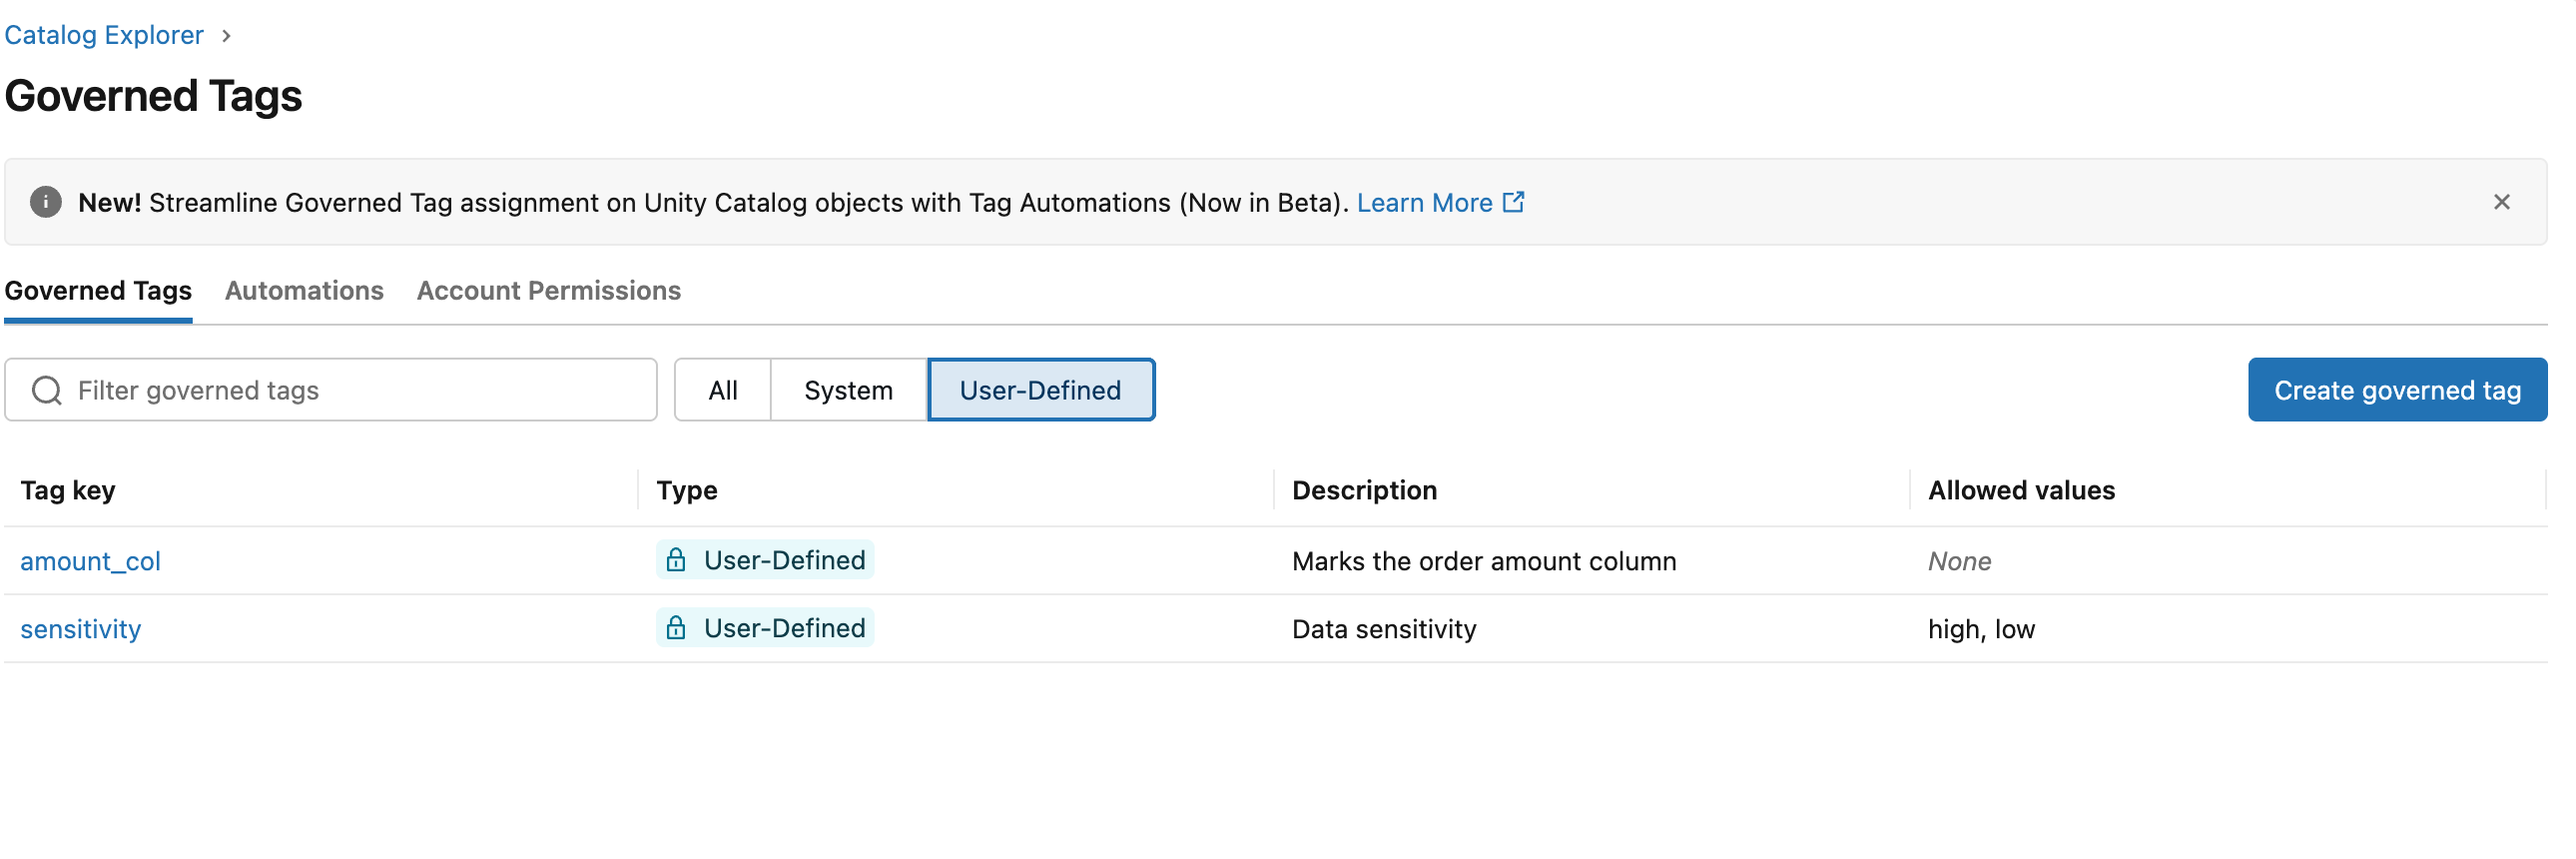 Catalog Explorer >
Governed Tags
New! Streamline Governed Tag assignment on Unity Catalog objects with Tag Automations (Now in Beta). Learn More
Governed Tags Automations Account Permissions
Filter governed tags All System User-Defined Create governed tag
Tag key Type Description Allowed values
amount_col User-Defined Marks the order amount column None
sensitivity User-Defined Data sensitivity high, low